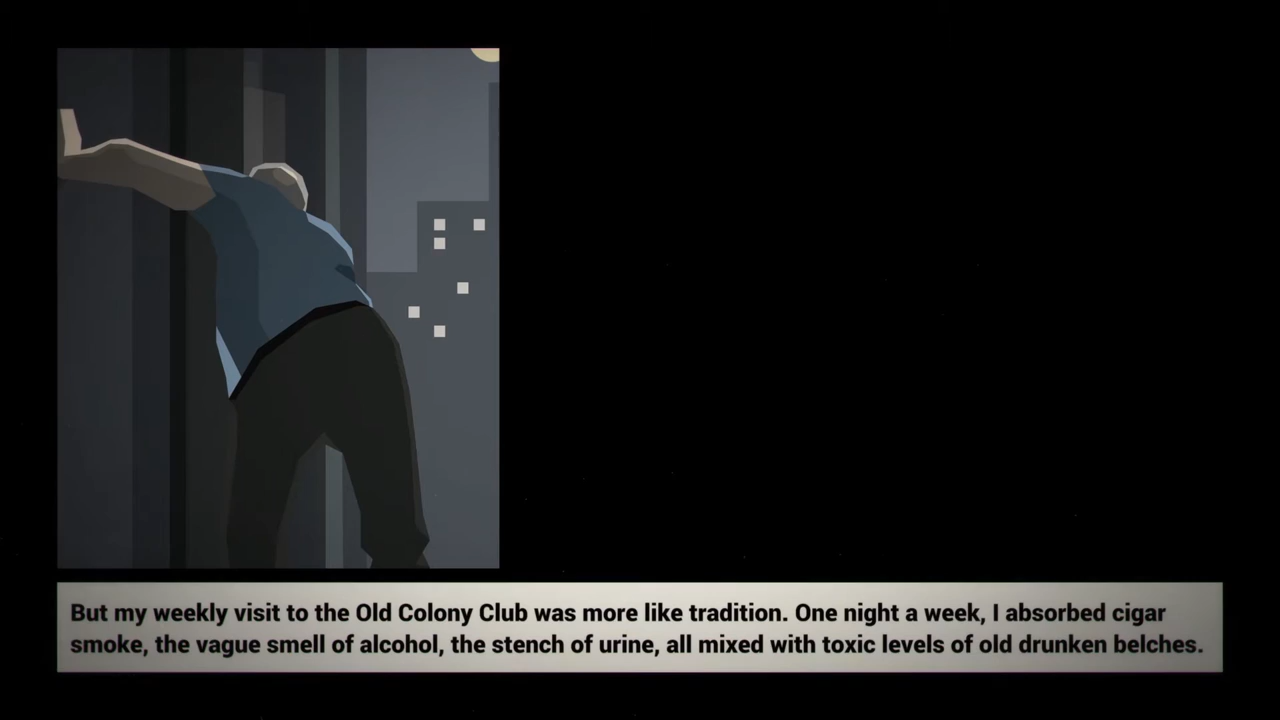 But my weekly visit to the Old Colony Club was more like tradition. One night a week, I absorbed cigar
smoke, the vague smell of alcohol, the stench of urine, all mixed with toxic levels of old drunken belches.